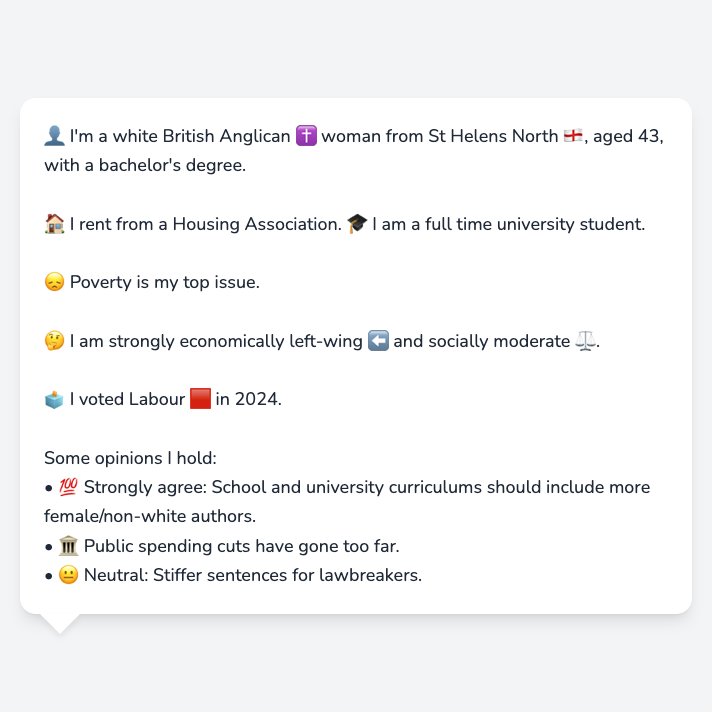 👤 I'm a white British Anglican ✝️ woman from St Helens North 🏴󠁧󠁢󠁥󠁮󠁧󠁿, aged 43,
with a bachelor's degree.
🏠 I rent from a Housing Association. 🎓 I am a full time university student.
😞 Poverty is my top issue.
🤔 I am strongly economically left-wing ⬅️ and socially moderate ⚖️.
🗳️ I voted Labour 🟥 in 2024.
Some opinions I hold:
• 💯 Strongly agree: School and university curriculums should include more
female/non-white authors.
• 🏛️ Public spending cuts have gone too far.
• 😐 Neutral: Stiffer sentences for lawbreakers.